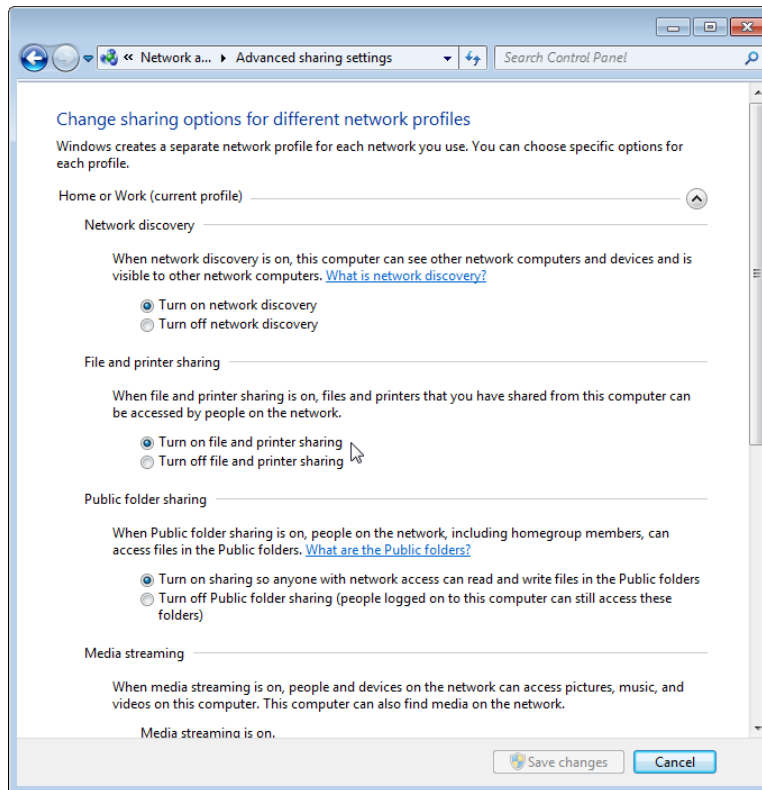 « Network a... ▸ Advanced sharing settings
Search Control Panel
Change sharing options for different network profiles
Windows creates a separate network profile for each network you use. You can choose specific options for
each profile.
Home or Work (current profile)
Network discovery
When network discovery is on, this computer can see other network computers and devices and is
visible to other network computers. What is network discovery?
Turn on network discovery
Turn off network discovery
File and printer sharing
When file and printer sharing is on, files and printers that you have shared from this computer can
be accessed by people on the network.
Turn on file and printer sharing
Turn off file and printer sharing
Public folder sharing
When Public folder sharing is on, people on the network, including homegroup members, can
access files in the Public folders. What are the Public folders?
Turn on sharing so anyone with network access can read and write files in the Public folders
Turn off Public folder sharing (people logged on to this computer can still access these
folders)
Media streaming
When media streaming is on, people and devices on the network can access pictures, music, and
videos on this computer. This computer can also find media on the network.
Media streaming is on.
Save changes
Cancel